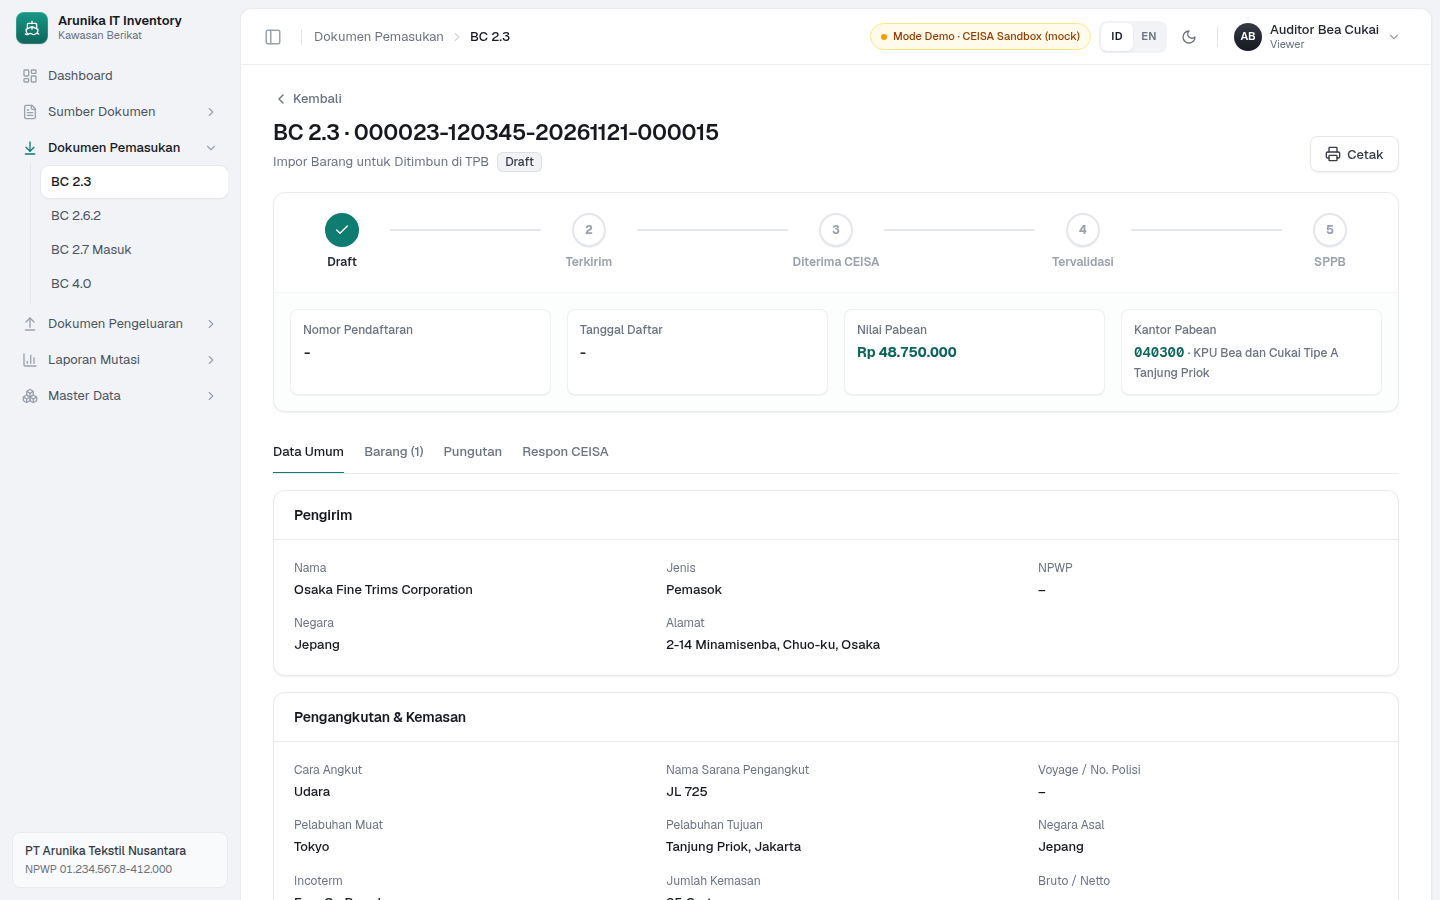 Arunika IT Inventory
Kawasan Berikat
Dashboard
Sumber Dokumen
Dokumen Pemasukan
BC 2.3
BC 2.6.2
BC 2.7 Masuk
BC 4.0
Dokumen Pengeluaran
Laporan Mutasi
Master Data
PT Arunika Tekstil Nusantara
NPWP 01.234.567.8-412.000
Dokumen Pemasukan
BC 2.3
Mode Demo · CEISA Sandbox (mock)
ID
EN
AB
Auditor Bea Cukai
Viewer
Kembali
BC 2.3 · 000023-120345-20261121-000015
Impor Barang untuk Ditimbun di TPB
Draft
Cetak
Draft
2
Terkirim
3
Diterima CEISA
4
Tervalidasi
5
SPPB
Nomor Pendaftaran
-
Tanggal Daftar
-
Nilai Pabean
Rp 48.750.000
Kantor Pabean
040300 · KPU Bea dan Cukai Tipe A
Tanjung Priok
Data Umum
Barang (1)
Pungutan
Respon CEISA
Pengirim
Nama
Osaka Fine Trims Corporation
Jenis
Pemasok
NPWP
–
Negara
Jepang
Alamat
2-14 Minamisenba, Chuo-ku, Osaka
Pengangkutan & Kemasan
Cara Angkut
Udara
Nama Sarana Pengangkut
JL 725
Voyage / No. Polisi
–
Pelabuhan Muat
Tokyo
Pelabuhan Tujuan
Tanjung Priok, Jakarta
Negara Asal
Jepang
Incoterm
Jumlah Kemasan
Bruto / Netto